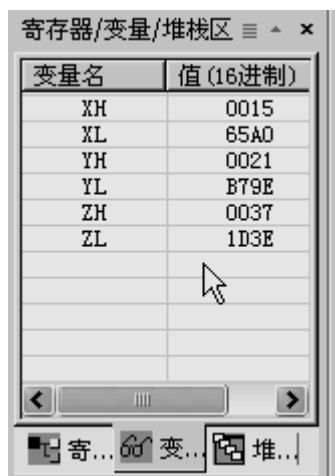 寄存器/变量/堆栈区
变量名 值(16进制)
XH 0015
XL 65A0
YH 0021
YL B79E
ZH 0037
ZL 1D3E
寄... 变... 堆...